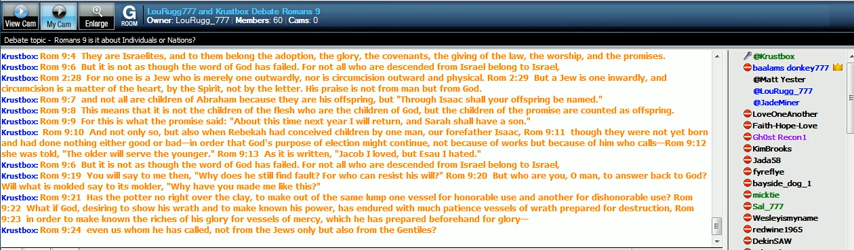 LouRugg777 and Krustbox Debate Romans 9
Owner: LouRugg_777 | Members: 60 | Cams: 0
View Cam My Cam Enlarge G ROOM
Debate topic - Romans 9 is it about Individuals or Nations?
Krustbox: Rom 9:4 They are Israelites, and to them belong the adoption, the glory, the covenants, the giving of the law, the worship, and the promises.
Krustbox: Rom 9:6 But it is not as though the word of God has failed. For not all who are descended from Israel belong to Israel,
Krustbox: Rom 2:28 For no one is a Jew who is merely one outwardly, nor is circumcision outward and physical. Rom 2:29 But a Jew is one inwardly, and
circumcision is a matter of the heart, by the Spirit, not by the letter. His praise is not from man but from God.
Krustbox: Rom 9:7 and not all are children of Abraham because they are his offspring, but "Through Isaac shall your offspring be named."
Krustbox: Rom 9:8 This means that it is not the children of the flesh who are the children of God, but the children of the promise are counted as offspring.
Krustbox: Rom 9:9 For this is what the promise said: "About this time next year I will return, and Sarah shall have a son."
Krustbox: Rom 9:10 And not only so, but also when Rebekah had conceived children by one man, our forefather Isaac, Rom 9:11 though they were not yet born
and had done nothing either good or bad—in order that God's purpose of election might continue, not because of works but because of him who calls—Rom 9:12
she was told, "The older will serve the younger." Rom 9:13 As it is written, "Jacob I loved, but Esau I hated."
Krustbox: Rom 9:6 But it is not as though the word of God has failed. For not all who are descended from Israel belong to Israel,
Krustbox: Rom 9:19 You will say to me then, "Why does he still find fault? For who can resist his will?" Rom 9:20 But who are you, O man, to answer back to God?
Will what is molded say to its molder, "Why have you made me like this?"
Krustbox: Rom 9:21 Has the potter no right over the clay, to make out of the same lump one vessel for honorable use and another for dishonorable use? Rom
9:22 What if God, desiring to show his wrath and to make known his power, has endured with much patience vessels of wrath prepared for destruction, Rom
9:23 in order to make known the riches of his glory for vessels of mercy, which he has prepared beforehand for glory—
Krustbox: Rom 9:24 even us whom he has called, not from the Jews only but also from the Gentiles?
@Krustbox
baalams donkey777
@Matt Yester
@LouRugg_777
@JadeMiner
LoveOneAnother
Faith-Hope-Love
Gh0st Recon1
KimBrooks
JadaS8
fyreflye
bayside_dog_1
micktie
Sal_777
Wesleyismyname
redwine1965
DekinSAW